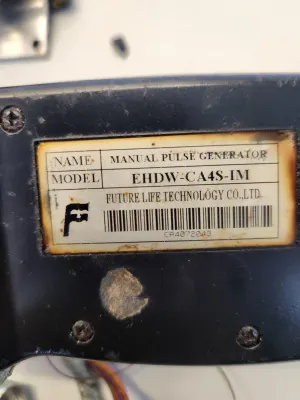 NAME MANUAL PULSE GENERATOR
MODEL EHDW-CA4S-IM
FUTURE LIFE TECHNOLOGY CO.,LTD.